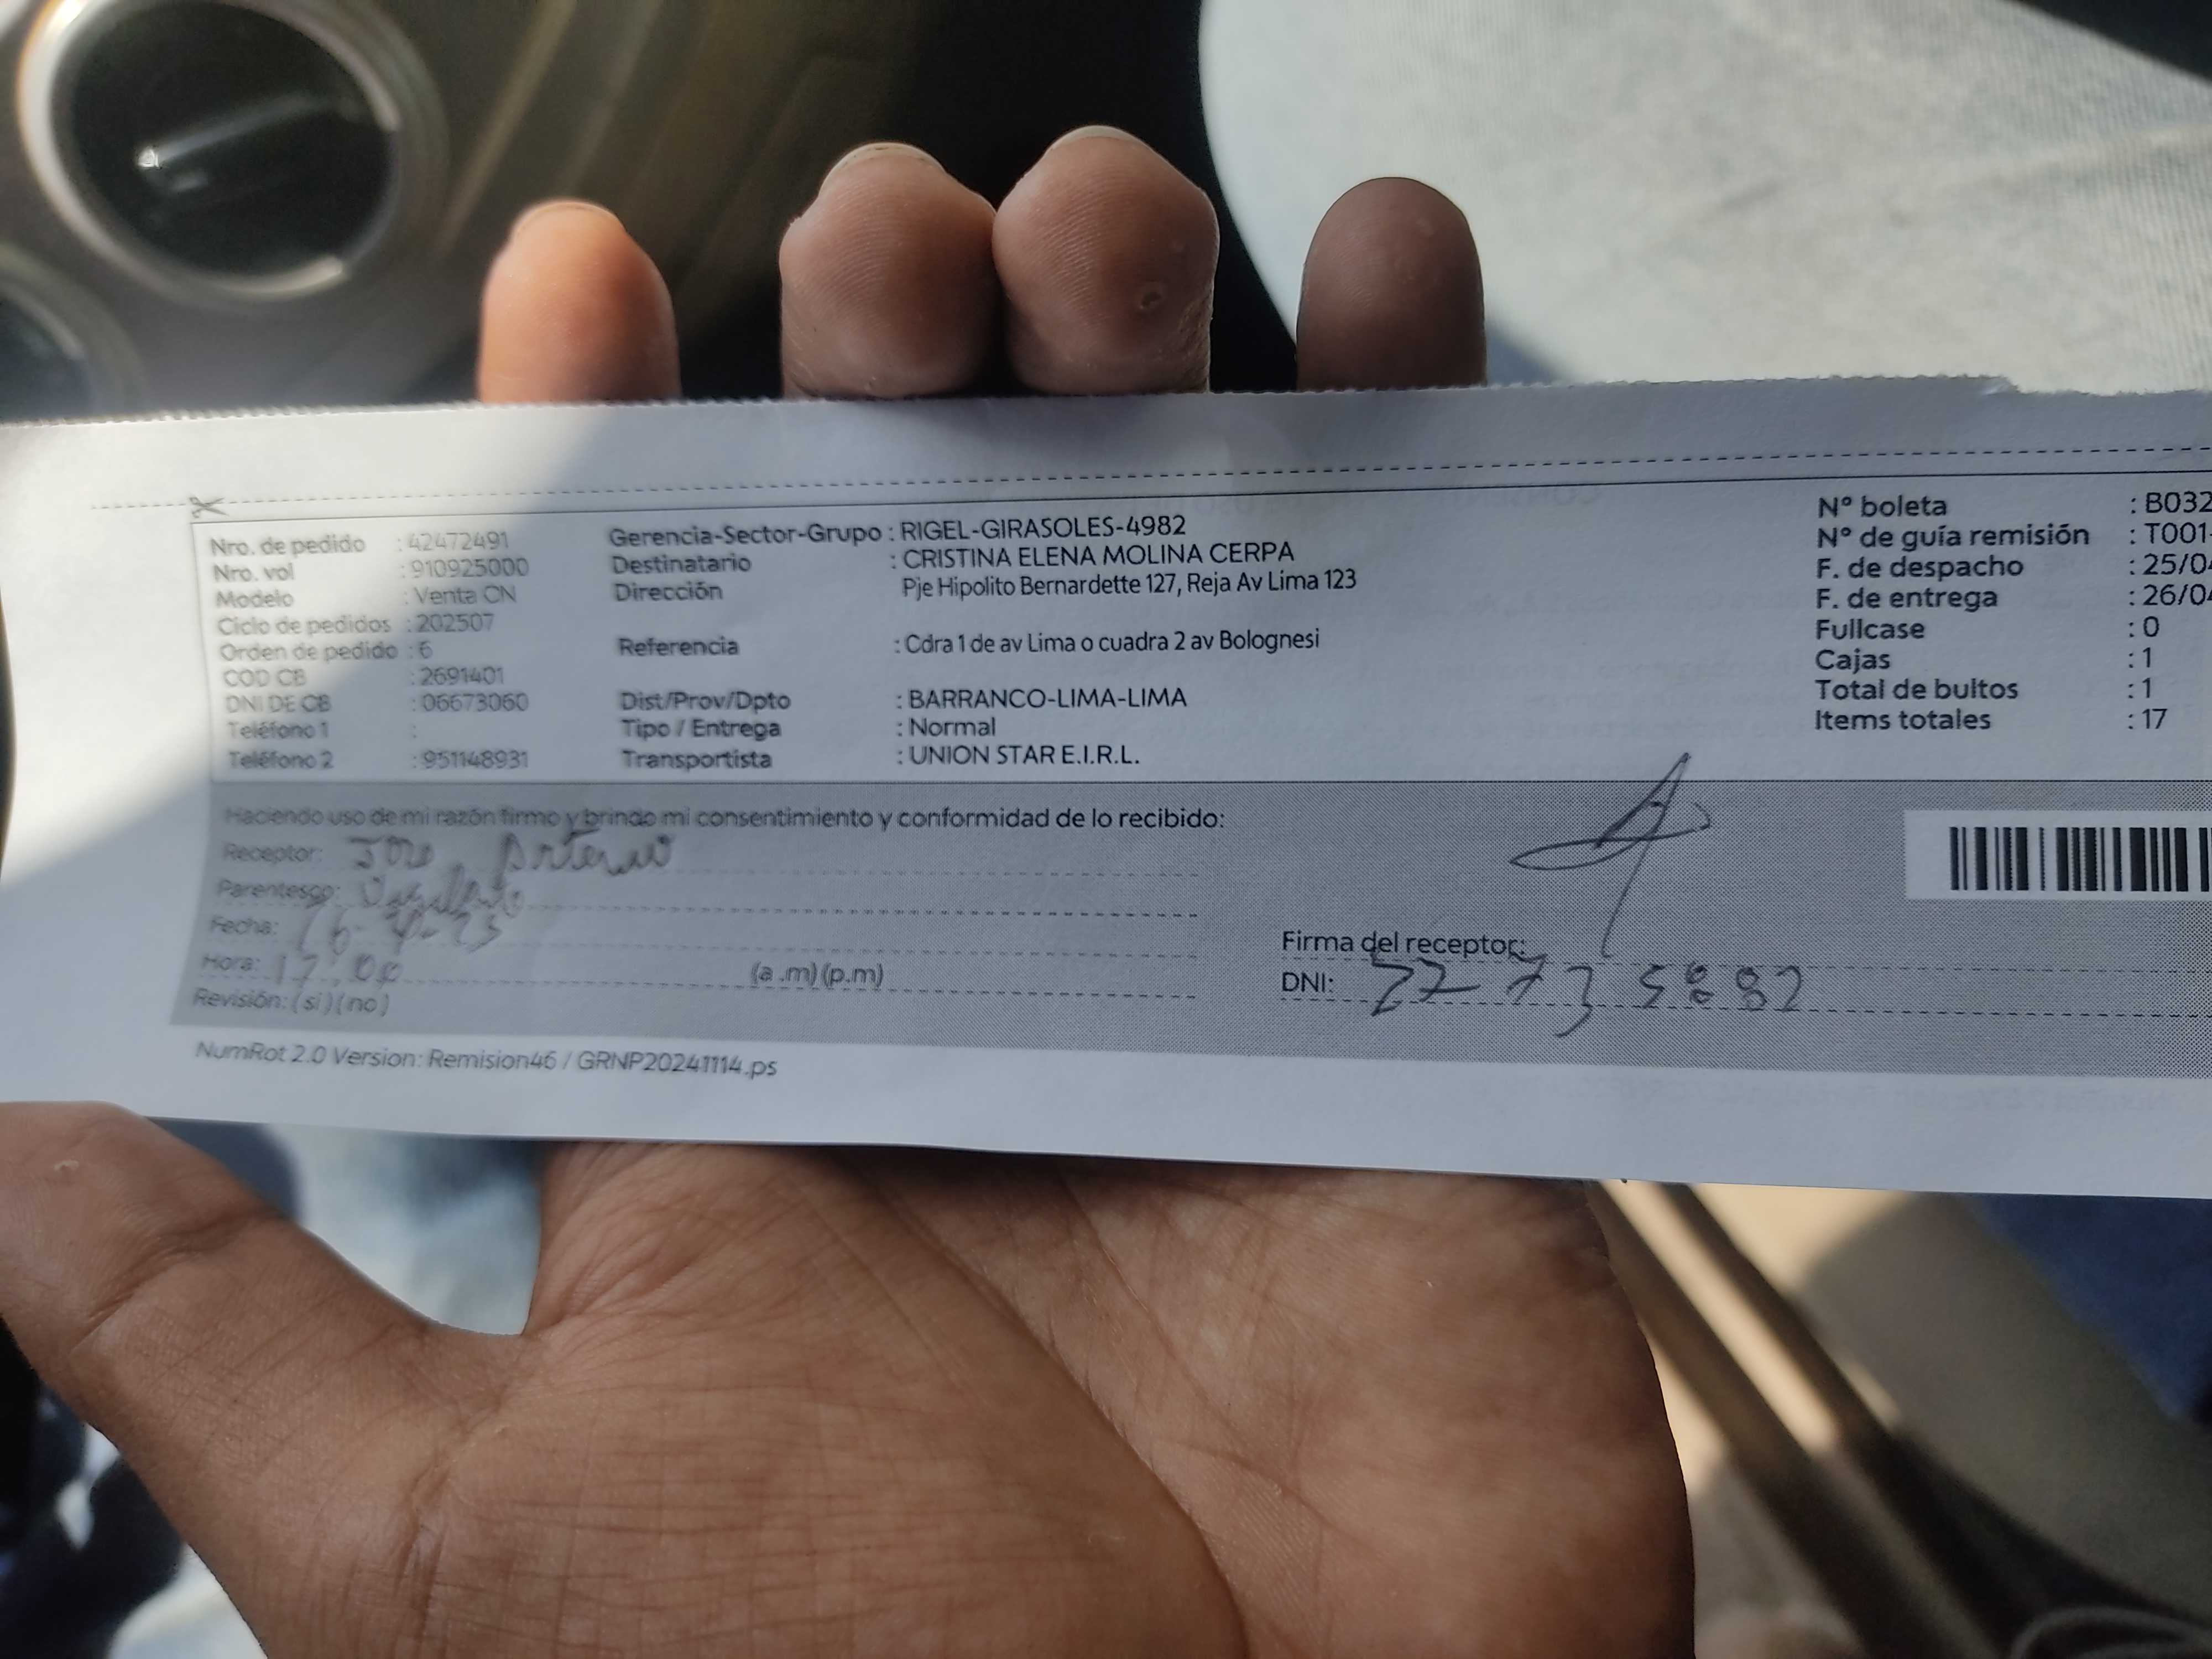 Nro. de pedido : 42472491
Nro. vol : 910925000
Modelo : Venta CN
Ciclo de pedidos : 202507
Orden de pedido : 6
COD CB : 2691401
DNI DE CB : 06673060
Teléfono 1 :
Teléfono 2 : 951148931
Gerencia-Sector-Grupo : RIGEL-GIRASOLES-4982
Destinatario : CRISTINA ELENA MOLINA CERPA
Dirección Pje Hipolito Bernardette 127, Reja Av Lima 123
Referencia : Cdra 1 de av Lima o cuadra 2 av Bolognesi
Dist/Prov/Dpto : BARRANCO-LIMA-LIMA
Tipo / Entrega : Normal
Transportista : UNION STAR E.I.R.L.
Nº boleta : B032
Nº de guía remisión : T001-
F. de despacho : 25/04
F. de entrega : 26/04
Fullcase : 0
Cajas : 1
Total de bultos : 1
Items totales : 17
Haciendo uso de mi razón firmo y brindo mi consentimiento y conformidad de lo recibido:
Receptor: Jose
Parentesco:
Fecha:
Hora: 17:00 (a.m)(p.m)
Revisión: (si)(no)
Firma del receptor:
DNI:
NumRot 2.0 Version: Remision46 / GRNP20241114.ps